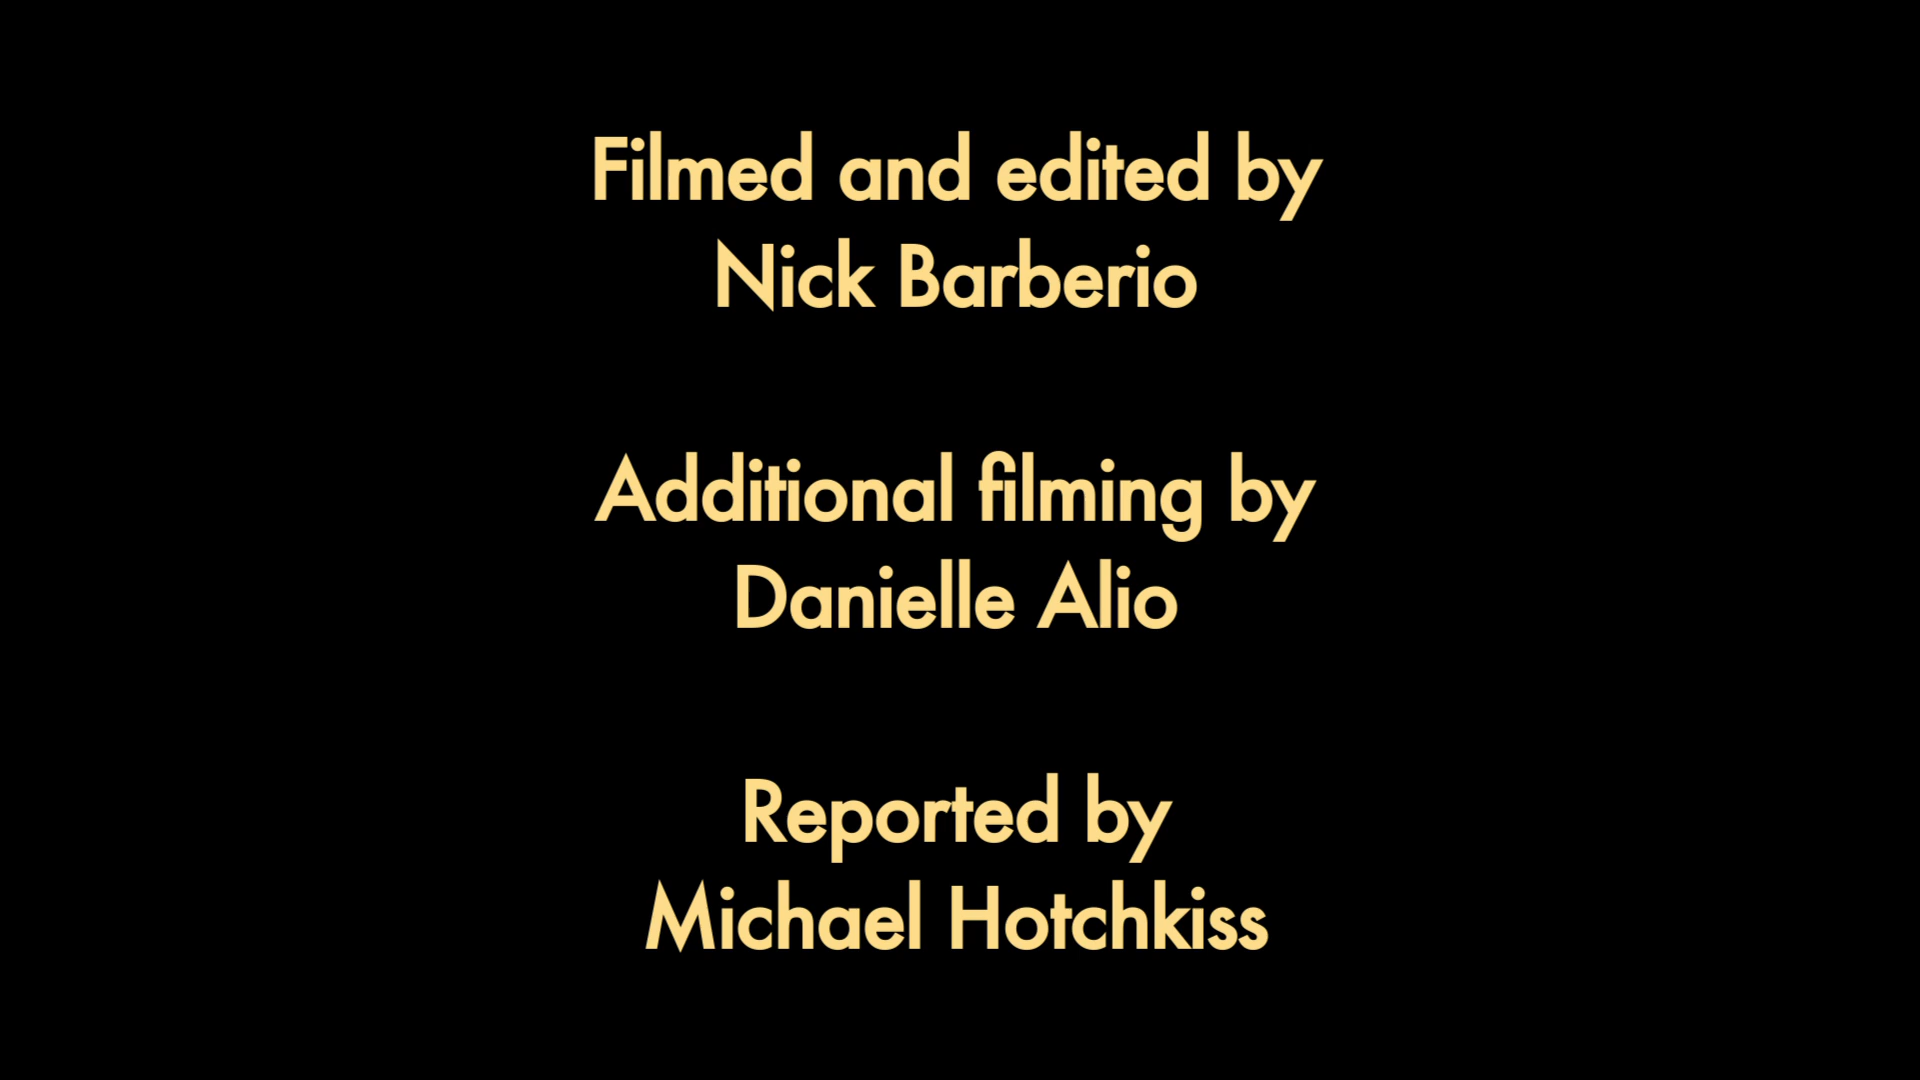 Filmed and edited by
Nick Barberio
Additional filming by
Danielle Alio
Reported by
Michael Hotchkiss